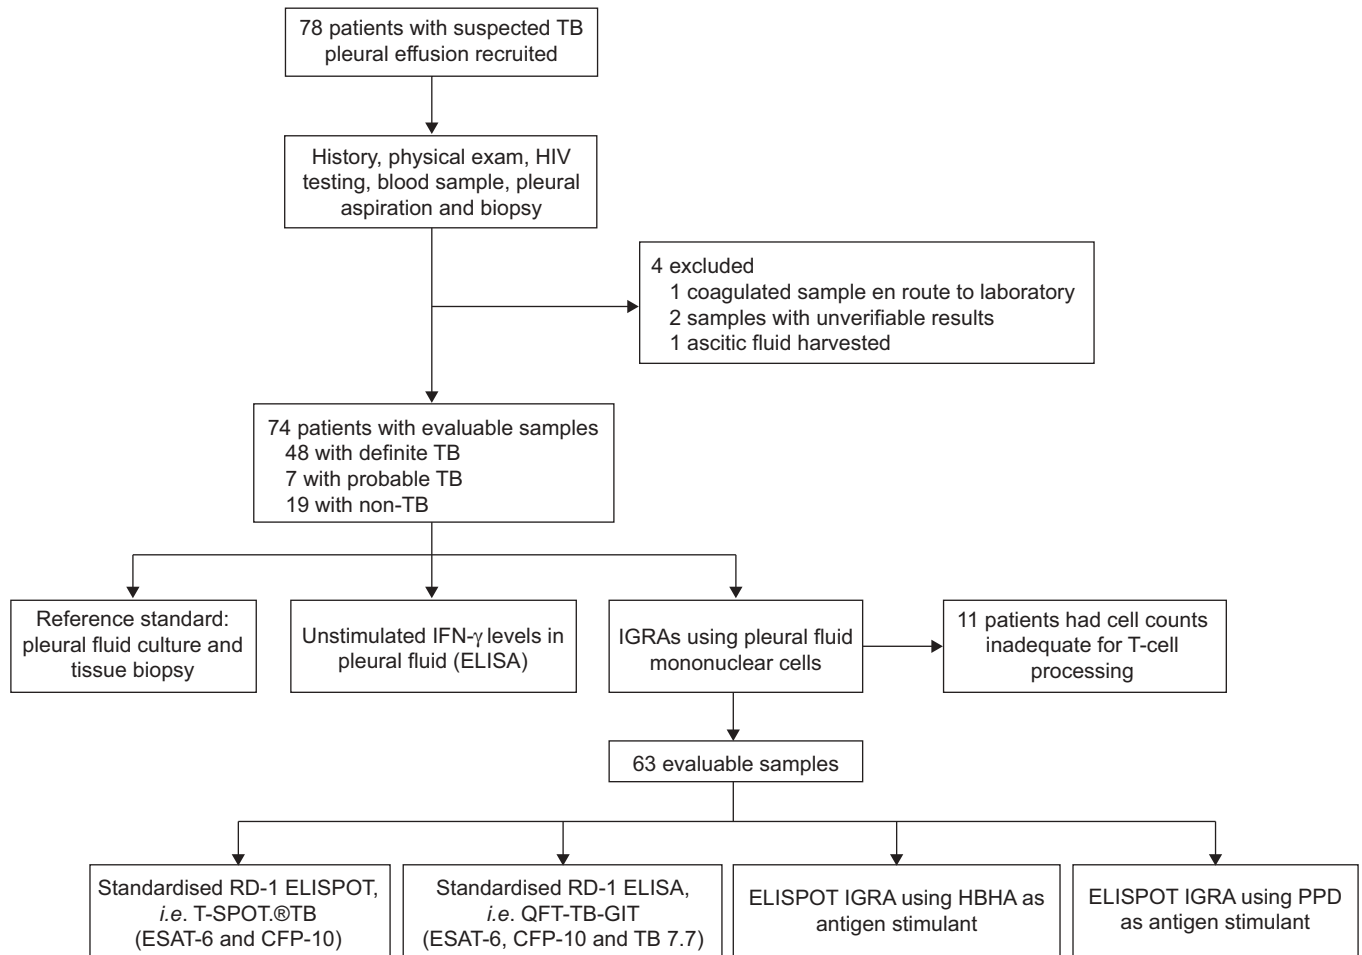 78 patients with suspected TB
pleural effusion recruited
History, physical exam, HIV
testing, blood sample, pleural
aspiration and biopsy
4 excluded
1 coagulated sample en route to laboratory
2 samples with unverifiable results
1 ascitic fluid harvested
74 patients with evaluable samples
48 with definite TB
7 with probable TB
19 with non-TB
Reference standard:
pleural fluid culture and
tissue biopsy
Unstimulated IFN-γ levels in
pleural fluid (ELISA)
IGRAs using pleural fluid
mononuclear cells
11 patients had cell counts
inadequate for T-cell
processing
63 evaluable samples
Standardised RD-1 ELISPOT,
i.e. T-SPOT.®TB
(ESAT-6 and CFP-10)
Standardised RD-1 ELISA,
i.e. QFT-TB-GIT
(ESAT-6, CFP-10 and TB 7.7)
ELISPOT IGRA using HBHA as
antigen stimulant
ELISPOT IGRA using PPD
as antigen stimulant